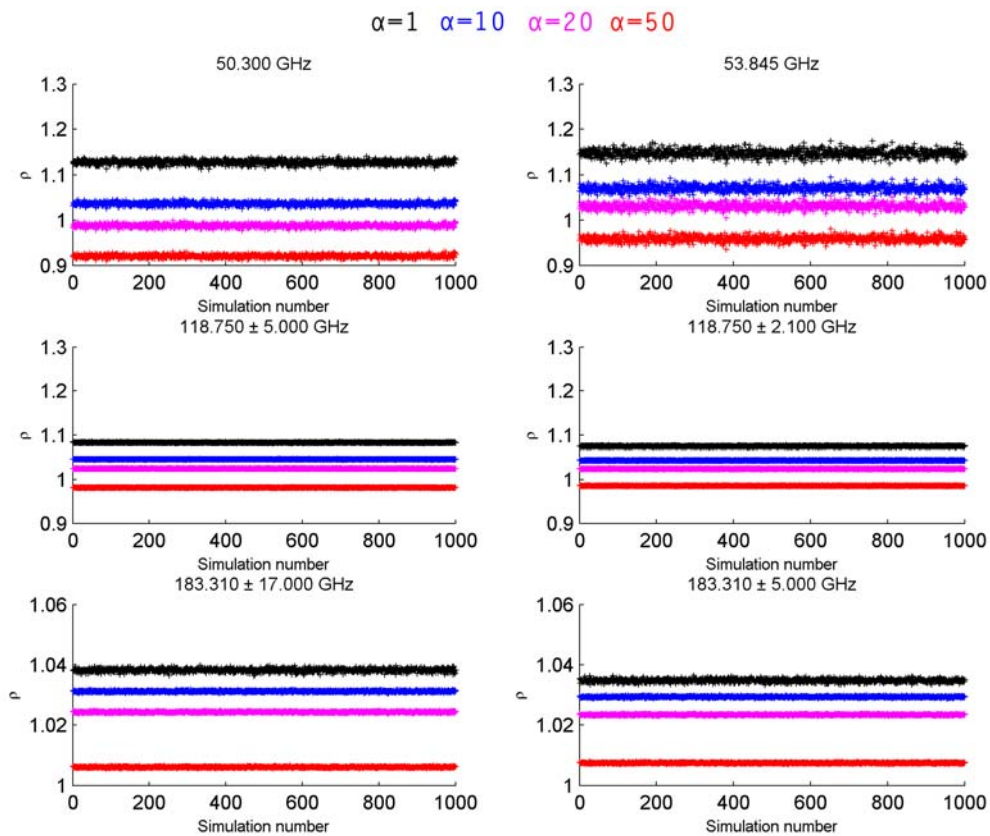 α=1 α=10 α=20 α=50
50.300 GHz
1.3
1.2
1.1
1
0.9
ρ
0 200 400 600 800 1000
Simulation number
53.845 GHz
1.3
1.2
1.1
1
0.9
ρ
0 200 400 600 800 1000
Simulation number
118.750 ± 5.000 GHz
1.3
1.2
1.1
1
0.9
ρ
0 200 400 600 800 1000
Simulation number
118.750 ± 2.100 GHz
1.3
1.2
1.1
1
0.9
ρ
0 200 400 600 800 1000
Simulation number
183.310 ± 17.000 GHz
1.06
1.04
1.02
1
ρ
0 200 400 600 800 1000
Simulation number
183.310 ± 5.000 GHz
1.06
1.04
1.02
1
ρ
0 200 400 600 800 1000
Simulation number